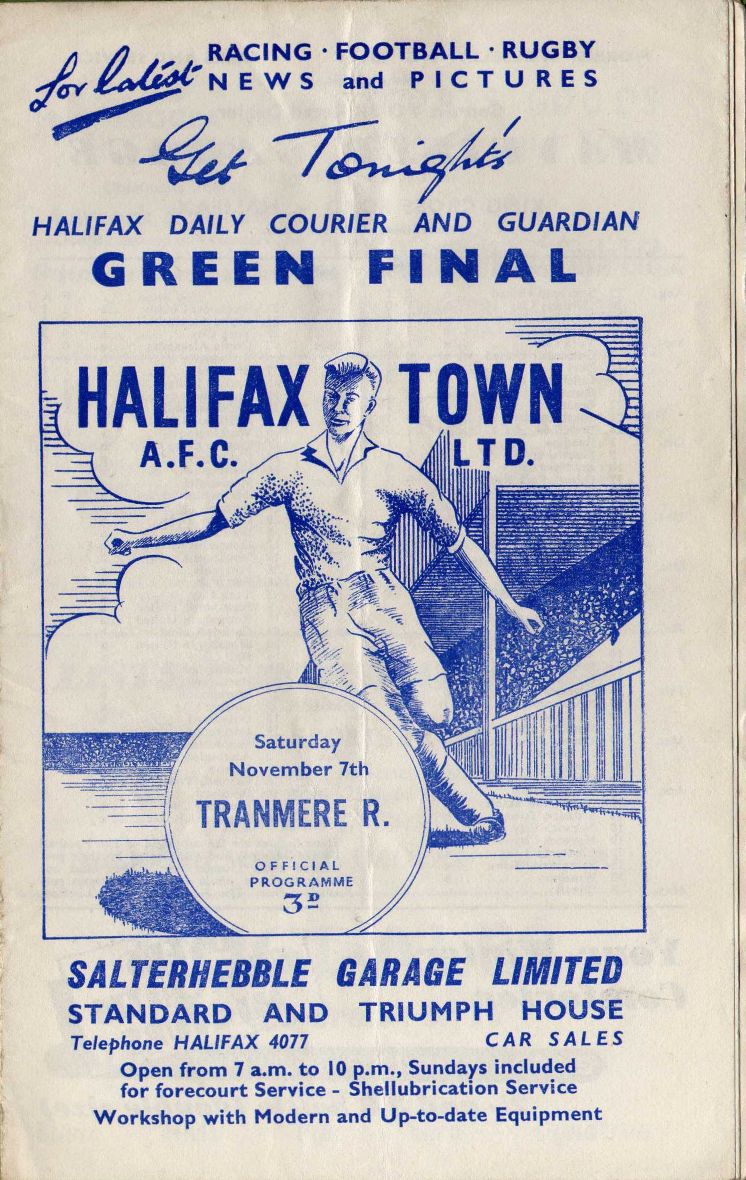 For latest RACING · FOOTBALL · RUGBY
NEWS and PICTURES
Get Tonight's
HALIFAX DAILY COURIER AND GUARDIAN
GREEN FINAL
HALIFAX TOWN
A.F.C. LTD.
Saturday
November 7th
TRANMERE R.
OFFICIAL
PROGRAMME
3D
SALTERHEBBLE GARAGE LIMITED
STANDARD AND TRIUMPH HOUSE
Telephone HALIFAX 4077 CAR SALES
Open from 7 a.m. to 10 p.m., Sundays included
for forecourt Service - Shellubrication Service
Workshop with Modern and Up-to-date Equipment